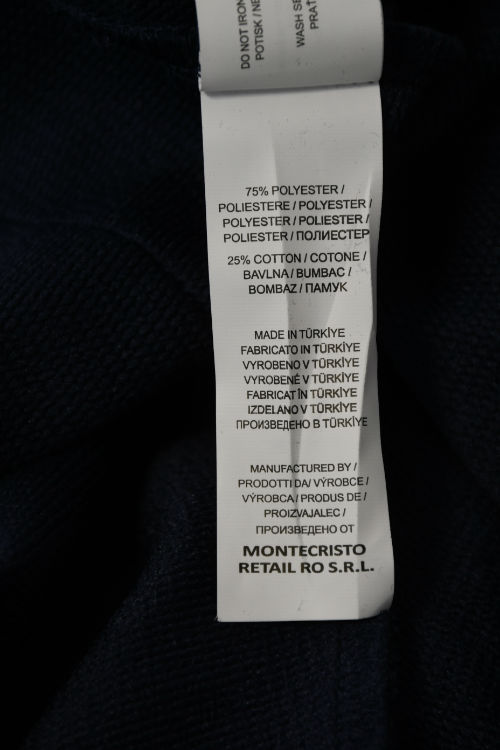 DO NOT IRON
POTISK / NE
WASH SE
75% POLYESTER /
POLIESTERE / POLYESTER /
POLYESTER / POLIESTER /
POLIESTER / ПОЛИЕСТЕР
25% COTTON / COTONE /
BAVLNA / BUMBAC /
BOMBAZ / ПАМУК
MADE IN TÜRKİYE
FABRICATO IN TÜRKİYE
VYROBENO V TÜRKİYE
VYROBENÉ V TÜRKİYE
FABRICAT ÎN TÜRKİYE
IZDELANO V TÜRKİYE
ПРОИЗВЕДЕНО В TÜRKİYE
MANUFACTURED BY /
PRODOTTI DA/ VÝROBCE /
VÝROBCA / PRODUS DE /
PROIZVAJALEC /
ПРОИЗВЕДЕНО ОТ
MONTECRISTO
RETAIL RO S.R.L.